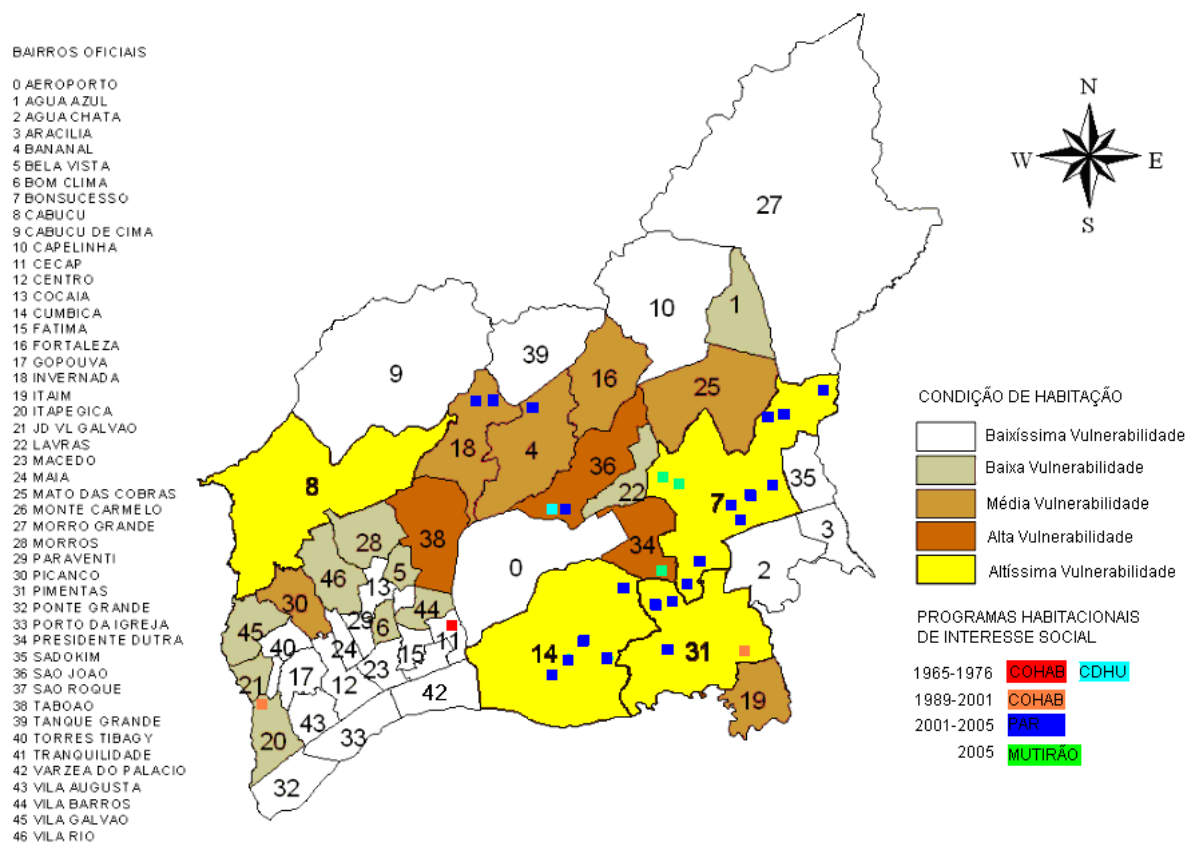 BAIRROS OFICIAIS
0 AEROPORTO
1 AGUA AZUL
2 AGUA CHATA
3 ARACILIA
4 BANANAL
5 BELA VISTA
6 BOM CLIMA
7 BONSUCESSO
8 CABUCU
9 CABUCU DE CIMA
10 CAPELINHA
11 CECAP
12 CENTRO
13 COCAIA
14 CUMBICA
15 FATIMA
16 FORTALEZA
17 GOPOUVA
18 INVERNADA
19 ITAIM
20 ITAPEGICA
21 JD VL GALVAO
22 LAVRAS
23 MACEDO
24 MAIA
25 MATO DAS COBRAS
26 MONTE CARMELO
27 MORRO GRANDE
28 MORROS
29 PARAVENTI
30 PICANCO
31 PIMENTAS
32 PONTE GRANDE
33 PORTO DA IGREJA
34 PRESIDENTE DUTRA
35 SADOKIM
36 SAO JOAO
37 SAO ROQUE
38 TABOAO
39 TANQUE GRANDE
40 TORRES TIBAGY
41 TRANQUILIDADE
42 VARZEA DO PALACIO
43 VILA AUGUSTA
44 VILA BARROS
45 VILA GALVAO
46 VILA RIO
27
10
1
39
9
16
25
18
4
36
8
22
7
35
38
28
34
3
46
5
13
0
2
30
44
29
6
45
40
24
11
15
14
31
23
17
21
12
42
19
20
43
33
32
N
W E
S
CONDIÇÃO DE HABITAÇÃO
Baixíssima Vulnerabilidade
Baixa Vulnerabilidade
Média Vulnerabilidade
Alta Vulnerabilidade
Altíssima Vulnerabilidade
PROGRAMAS HABITACIONAIS
DE INTERESSE SOCIAL
1965-1976 COHAB CDHU
1989-2001 COHAB
2001-2005 PAR
2005 MUTIRÃO